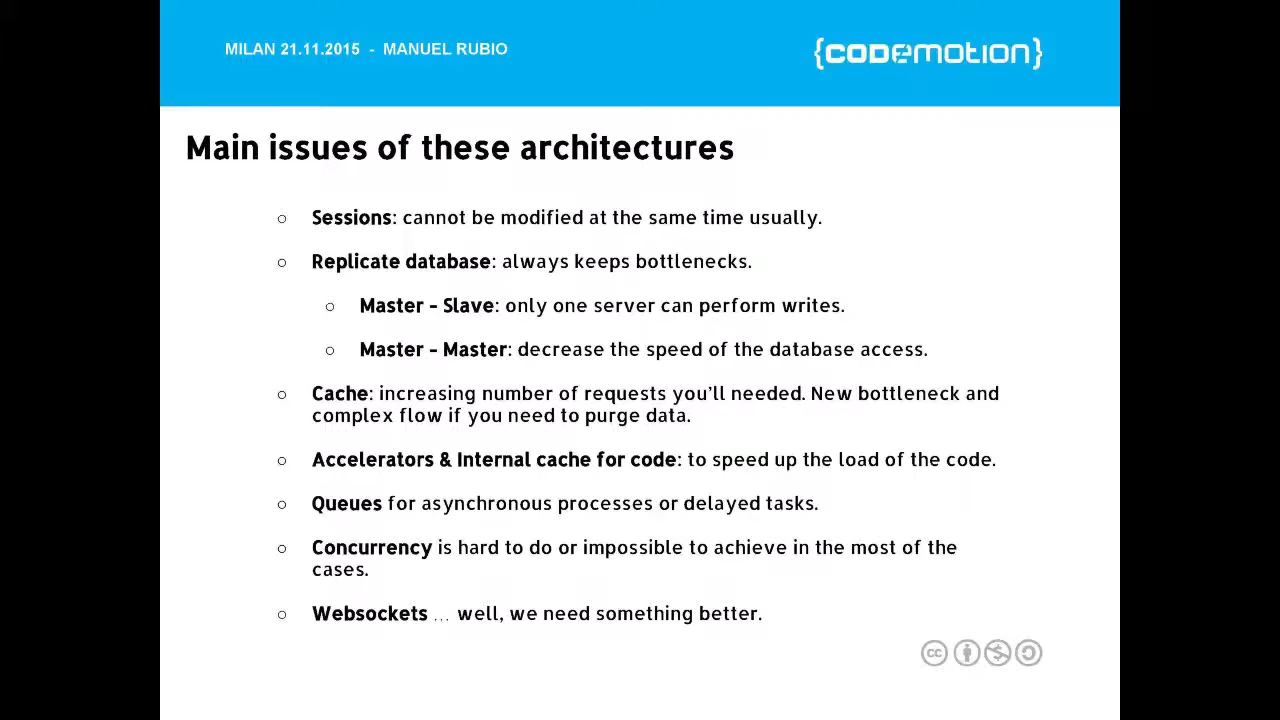 MILAN 21.11.2015 - MANUEL RUBIO
{CODEMOTION}
Main issues of these architectures
○ Sessions: cannot be modified at the same time usually.
○ Replicate database: always keeps bottlenecks.
○ Master - Slave: only one server can perform writes.
○ Master - Master: decrease the speed of the database access.
○ Cache: increasing number of requests you'll needed. New bottleneck and
complex flow if you need to purge data.
○ Accelerators & Internal cache for code: to speed up the load of the code.
○ Queues for asynchronous processes or delayed tasks.
○ Concurrency is hard to do or impossible to achieve in the most of the
cases.
○ Websockets … well, we need something better.
cc